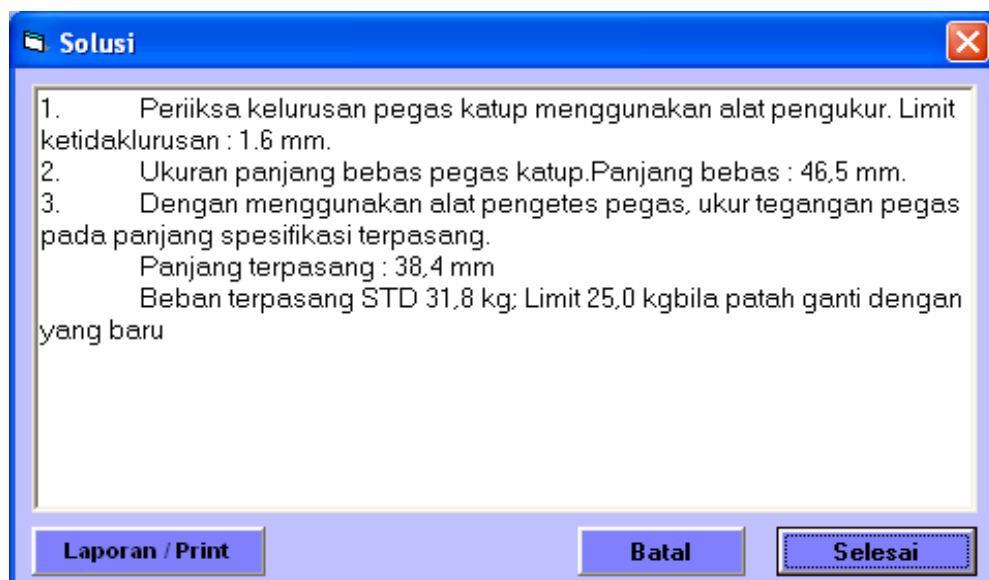 Solusi
1. Periiksa kelurusan pegas katup menggunakan alat pengukur. Limit
ketidaklurusan : 1.6 mm.
2. Ukuran panjang bebas pegas katup.Panjang bebas : 46,5 mm.
3. Dengan menggunakan alat pengetes pegas, ukur tegangan pegas
pada panjang spesifikasi terpasang.
Panjang terpasang : 38,4 mm
Beban terpasang STD 31,8 kg; Limit 25,0 kgbila patah ganti dengan
yang baru
Laporan / Print
Batal
Selesai